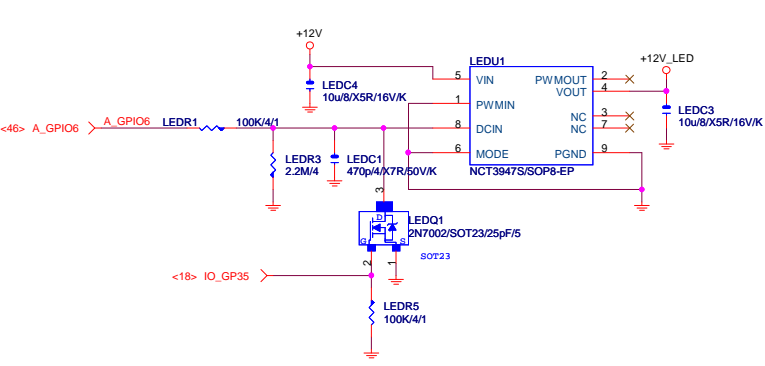 +12V
LEDU1
+12V_LED
LEDC4
10u/8/X5R/16V/K
5 VIN PWMOUT 2
VOUT 4
1 PWMIN
NC 3
LEDC3
10u/8/X5R/16V/K
<46> A_GPIO6 A_GPIO6 LEDR1 100K/4/1
8 DCIN NC 7
6 MODE PGND 9
LEDR3
2.2M/4
LEDC1
470p/4/X7R/50V/K
NCT3947S/SOP8-EP
3
D
G
S
LEDQ1
2N7002/SOT23/25pF/5
SOT23
2
1
<18> IO_GP35
LEDR5
100K/4/1